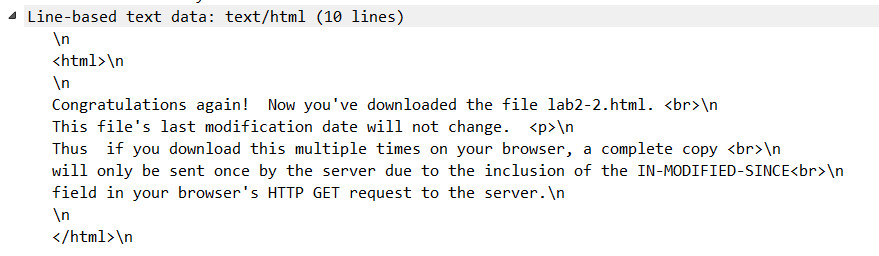 Line-based text data: text/html (10 lines)
\n
<html>\n
\n
Congratulations again!  Now you've downloaded the file lab2-2.html. <br>\n
This file's last modification date will not change.  <p>\n
Thus  if you download this multiple times on your browser, a complete copy <br>\n
will only be sent once by the server due to the inclusion of the IN-MODIFIED-SINCE<br>\n
field in your browser's HTTP GET request to the server.\n
\n
</html>\n